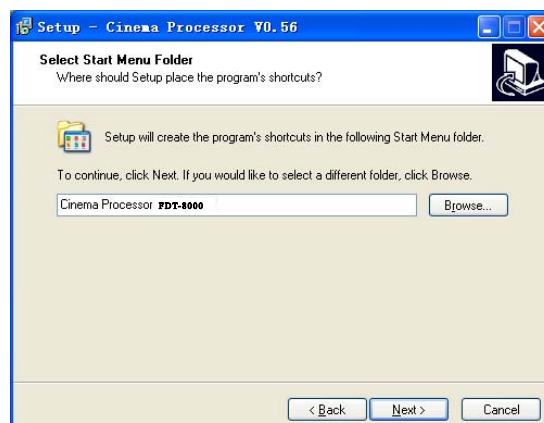 Setup - Cinema Processor V0.56
Select Start Menu Folder
Where should Setup place the program's shortcuts?
Setup will create the program's shortcuts in the following Start Menu folder.
To continue, click Next. If you would like to select a different folder, click Browse.
Cinema Processor FDT-8000
Browse...
< Back
Next >
Cancel